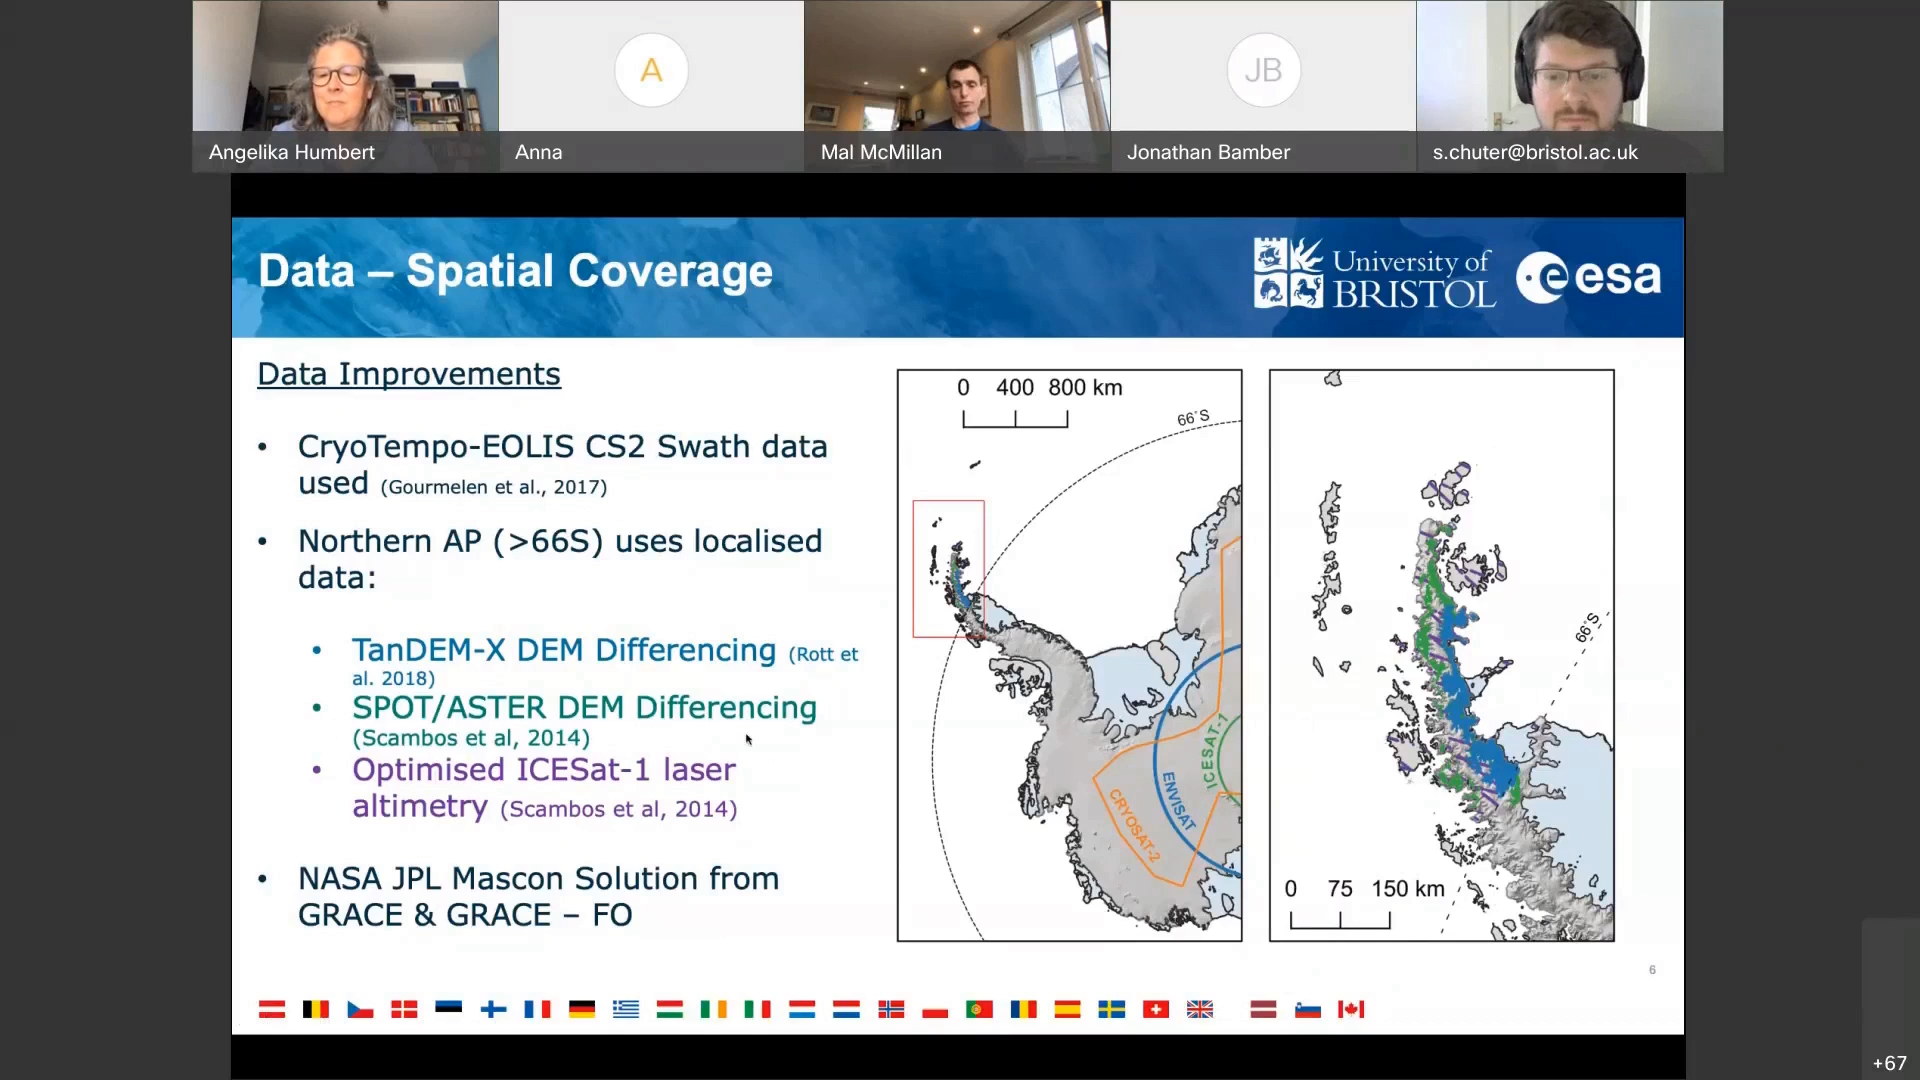 A
JB
Angelika Humbert
Anna
Mal McMillan
Jonathan Bamber
s.chuter@bristol.ac.uk
Data – Spatial Coverage
University of
BRISTOL
esa
Data Improvements
• CryoTempo-EOLIS CS2 Swath data
used (Gourmelen et al., 2017)
• Northern AP (>66S) uses localised
data:
• TanDEM-X DEM Differencing (Rott et
al. 2018)
• SPOT/ASTER DEM Differencing
(Scambos et al, 2014)
• Optimised ICESat-1 laser
altimetry (Scambos et al, 2014)
• NASA JPL Mascon Solution from
GRACE & GRACE – FO
0 400 800 km
66°S
ICESAT-1
ENVISAT
CRYOSAT-2
66°S
0 75 150 km
6
+67